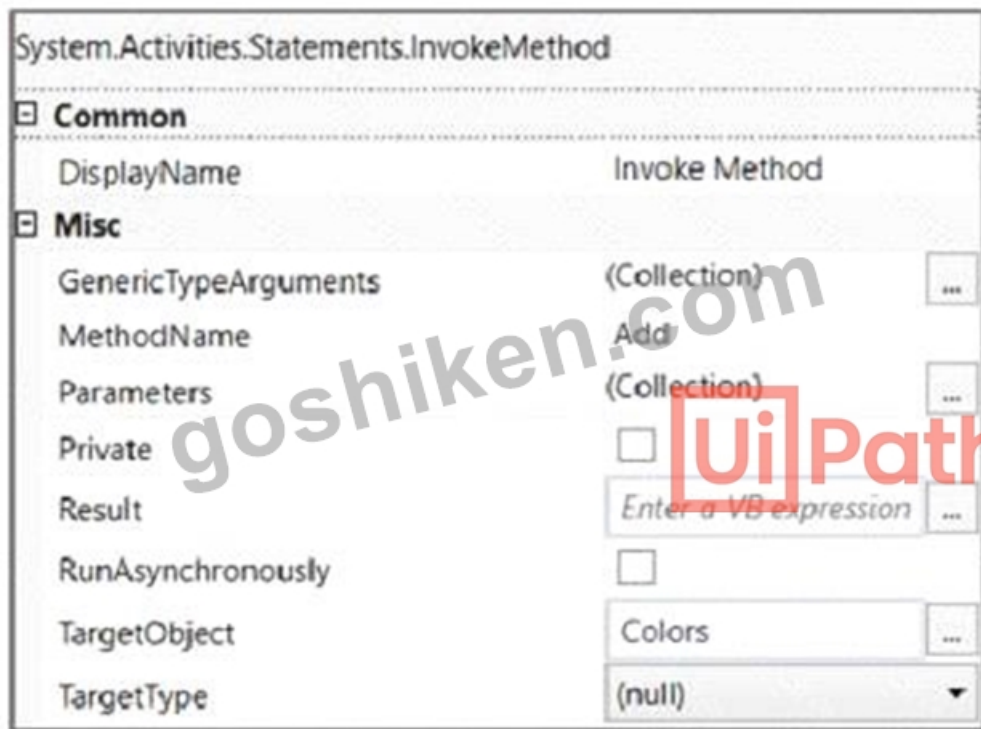 System.Activities.Statements.InvokeMethod
Common
DisplayName Invoke Method
Misc
GenericTypeArguments (Collection) ...
MethodName Add
Parameters (Collection) ...
Private
Result Enter a VB expression ...
RunAsynchronously
TargetObject Colors ...
TargetType (null)
goshiken.com
UiPath